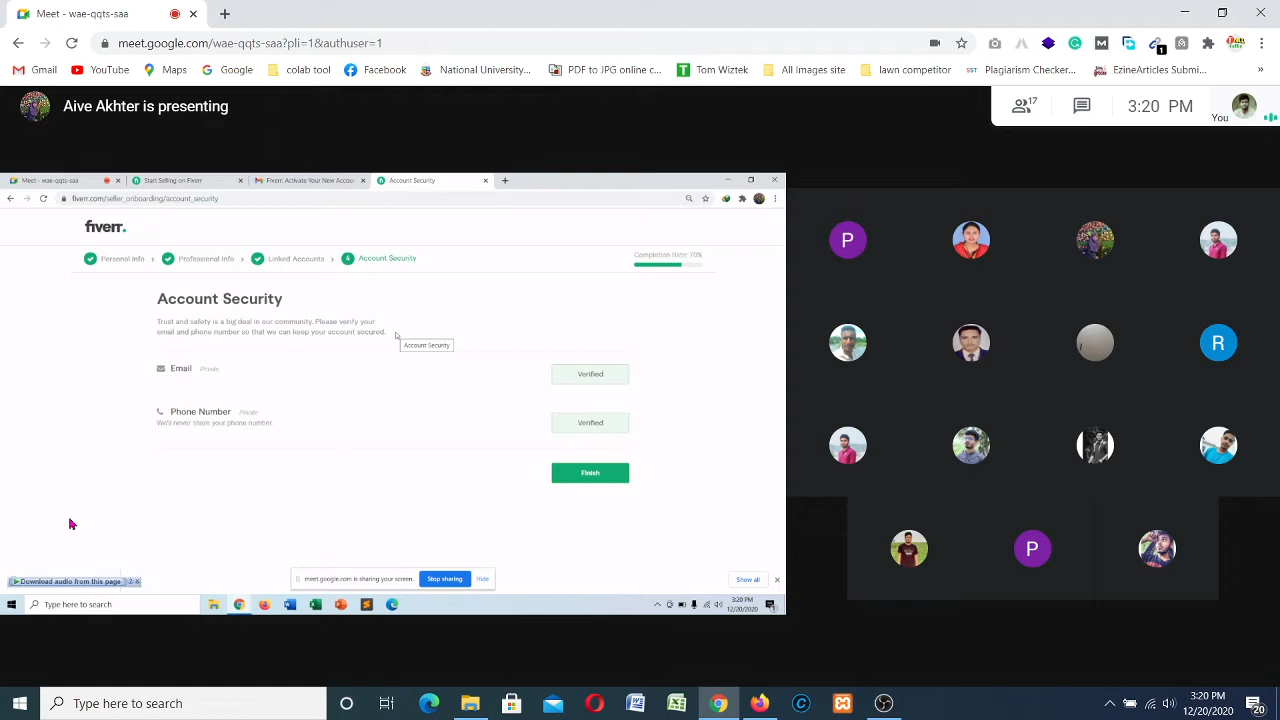 Meet - wae-qqts-saa
meet.google.com/wae-qqts-saa?pli=1&authuser=1
1
Gmail
YouTube
Maps
Google
colab tool
Facebook
National Universit...
PDF to JPG online c...
T Tom Wiztek
All Images site
lawn competitor
SST Plagiarism Checker...
EzineArticles Submi...
»
Aive Akhter is presenting
17
3:20 PM
You
Meet - wae-qqts-saa
Start Selling on Fiverr
Fiverr: Activate Your New Accou
Account Security
fiverr.com/seller_onboarding/account_security
fiverr.
Personal Info
Professional Info
Linked Accounts
4 Account Security
Completion Rate: 70%
Account Security
Trust and safety is a big deal in our community. Please verify your
email and phone number so that we can keep your account secured.
Account Security
Email Private
Verified
Phone Number Private
We'll never share your phone number.
Verified
Finish
P
R
P
Download audio from this page ? X
meet.google.com is sharing your screen.
Stop sharing
Hide
Show all
Type here to search
3:20 PM
12/20/2020
Type here to search
3:20 PM
12/20/2020
20